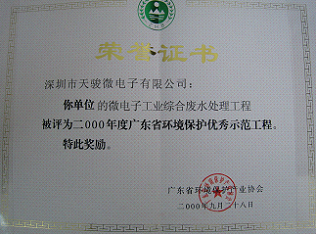 荣誉证书
深圳市天骏微电子有限公司：
你单位的微电子工业综合废水处理工程
被评为二000年度广东省环境保护优秀示范工程。
特此奖励。
广东省环境保护产业协会
二000年九月二十八日